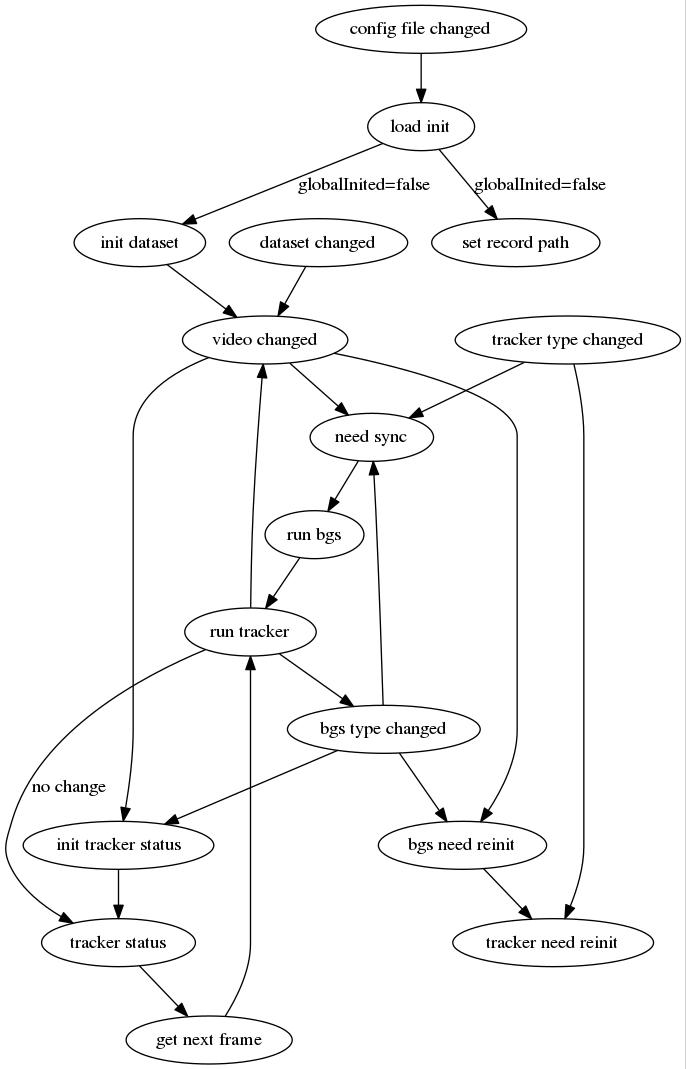 config file changed
load init
globalInited=false
globalInited=false
init dataset
dataset changed
set record path
video changed
tracker type changed
need sync
run bgs
run tracker
bgs type changed
no change
init tracker status
bgs need reinit
tracker status
tracker need reinit
get next frame